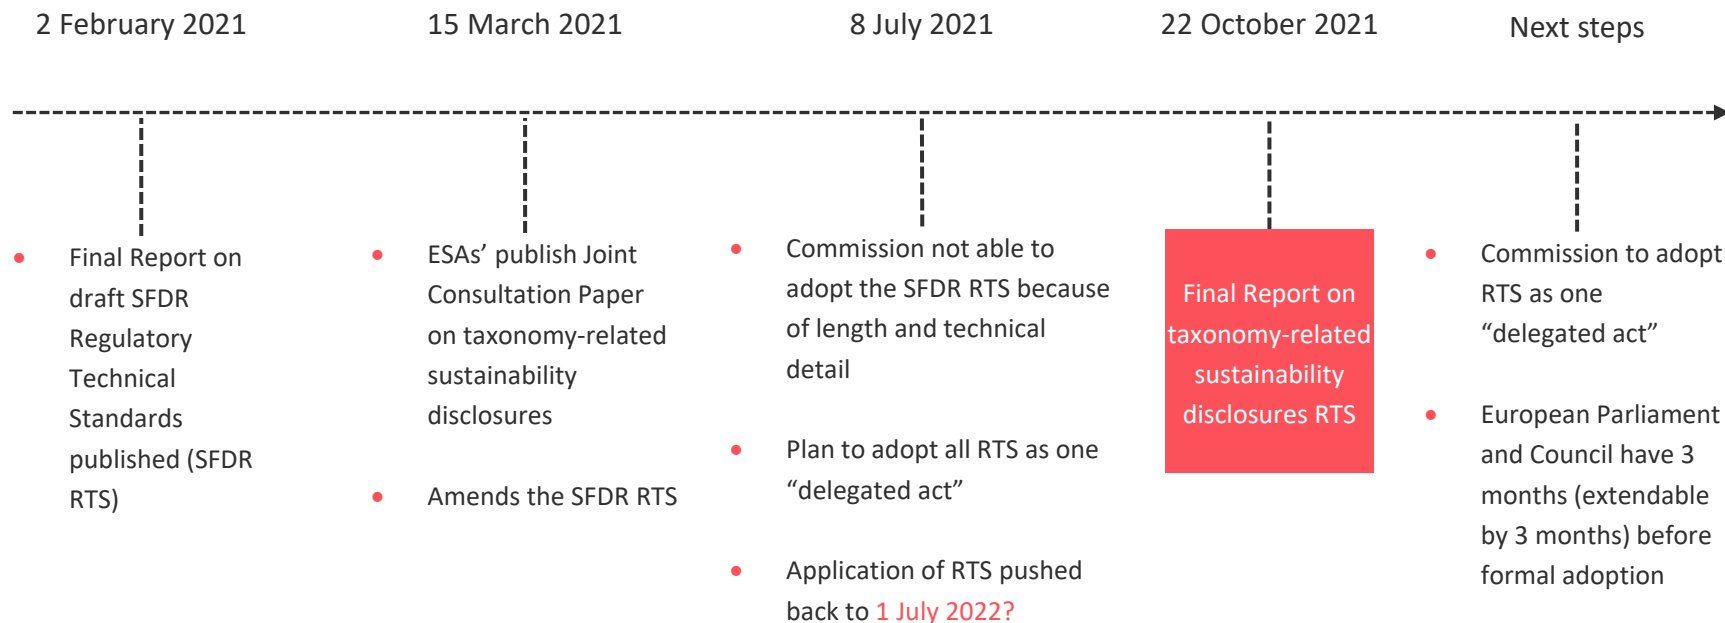 2 February 2021
15 March 2021
8 July 2021
22 October 2021
Next steps
• Final Report on
draft SFDR
Regulatory
Technical
Standards
published (SFDR
RTS)
• ESAs’ publish Joint
Consultation Paper
on taxonomy-related
sustainability
disclosures
• Amends the SFDR RTS
• Commission not able to
adopt the SFDR RTS because
of length and technical
detail
• Plan to adopt all RTS as one
“delegated act”
• Application of RTS pushed
back to 1 July 2022?
Final Report on
taxonomy-related
sustainability
disclosures RTS
• Commission to adopt
RTS as one
“delegated act”
• European Parliament
and Council have 3
months (extendable
by 3 months) before
formal adoption